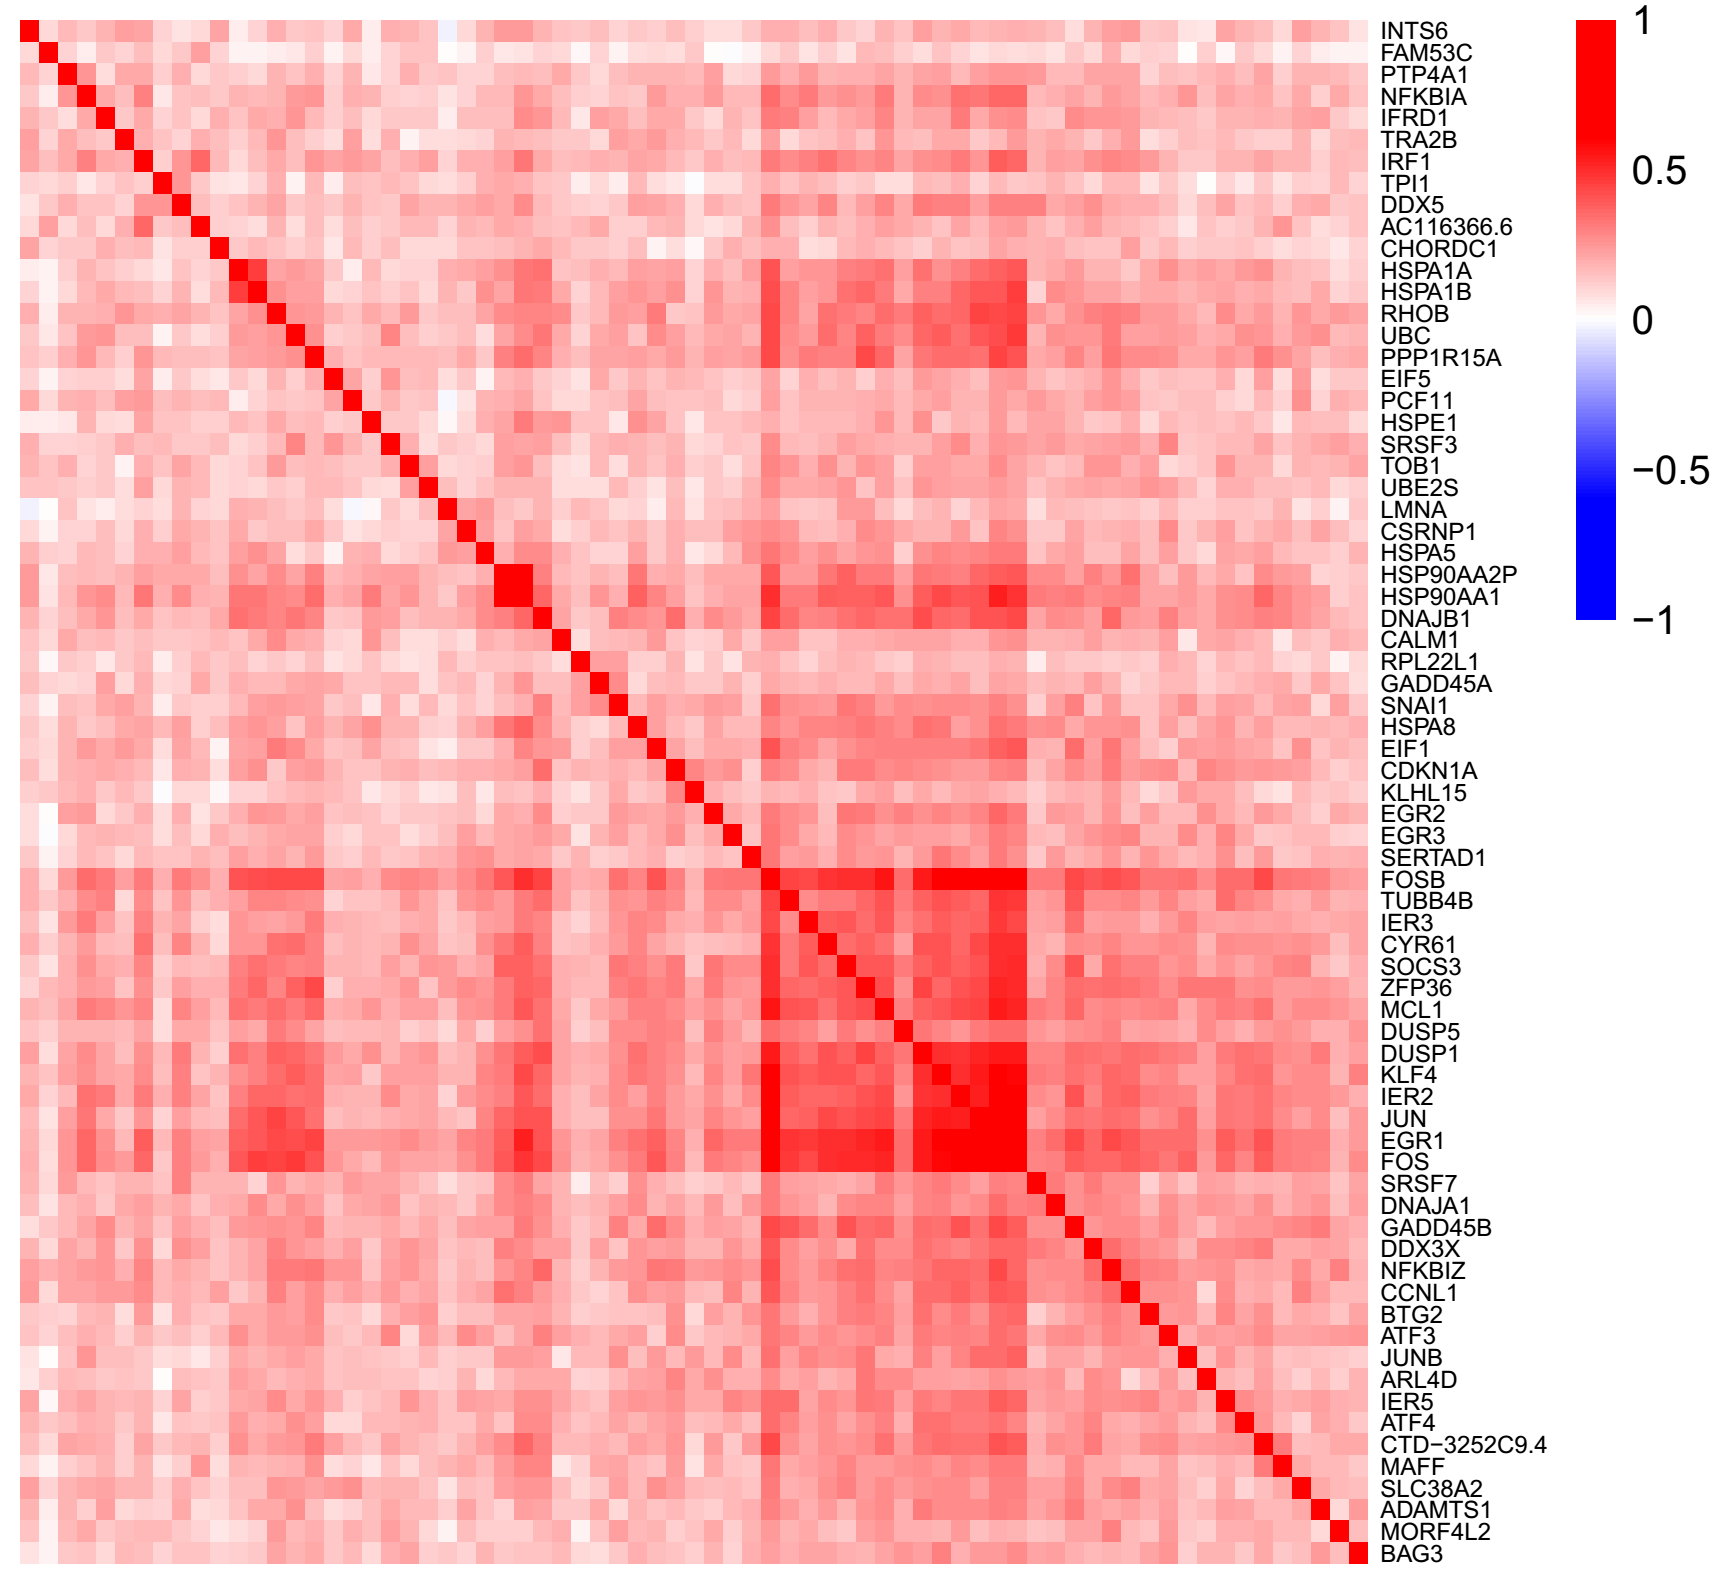 INTS6
FAM53C
PTP4A1
NFKBIA
IFRD1
TRA2B
IRF1
TPI1
DDX5
AC116366.6
CHORDC1
HSPA1A
HSPA1B
RHOB
UBC
PPP1R15A
EIF5
PCF11
HSPE1
SRSF3
TOB1
UBE2S
LMNA
CSRNP1
HSPA5
HSP90AA2P
HSP90AA1
DNAJB1
CALM1
RPL22L1
GADD45A
SNAI1
HSPA8
EIF1
CDKN1A
KLHL15
EGR2
EGR3
SERTAD1
FOSB
TUBB4B
IER3
CYR61
SOCS3
ZFP36
MCL1
DUSP5
DUSP1
KLF4
IER2
JUN
EGR1
FOS
SRSF7
DNAJA1
GADD45B
DDX3X
NFKBIZ
CCNL1
BTG2
ATF3
JUNB
ARL4D
IER5
ATF4
CTD−3252C9.4
MAFF
SLC38A2
ADAMTS1
MORF4L2
BAG3
1
0.5
0
−0.5
−1